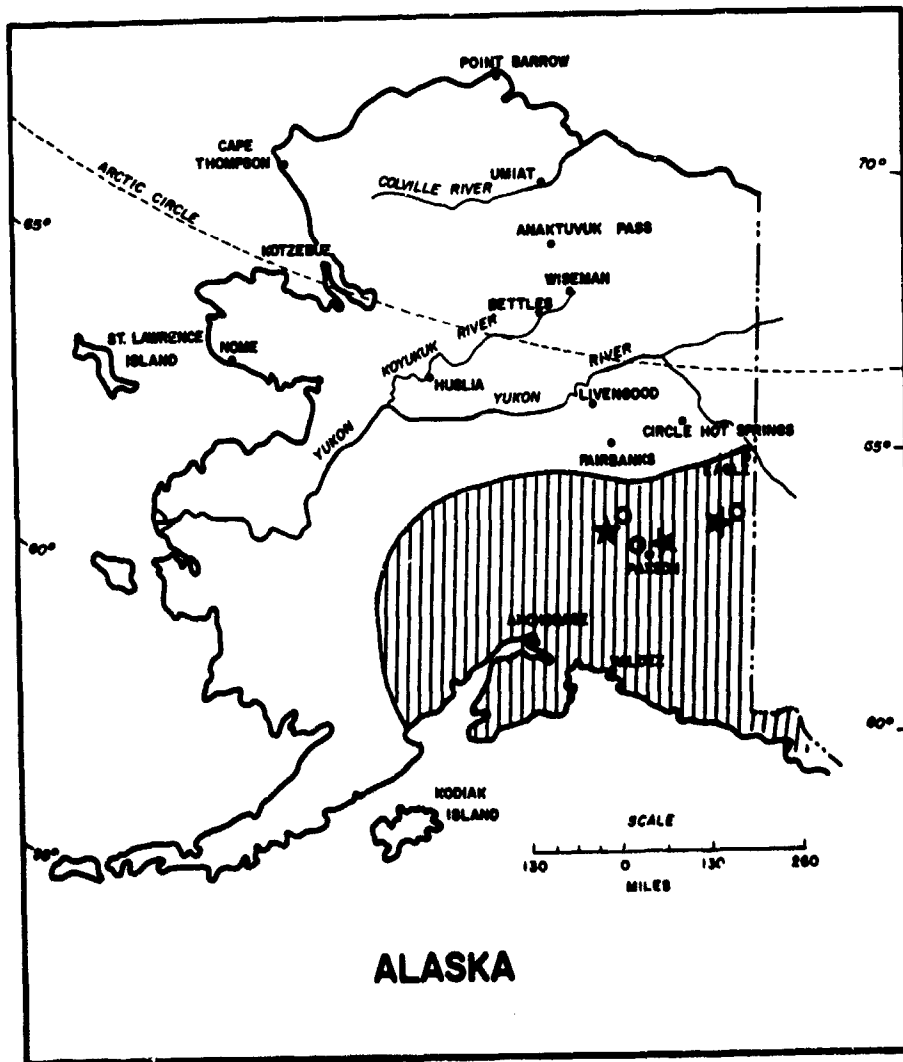 POINT BARROW
CAPE
THOMPSON
ARCTIC CIRCLE
UMIAT
COLVILLE RIVER
70°
65°
ANAKTUVUK PASS
KOTZEBUE
WISEMAN
BETTLES
ST. LAWRENCE
ISLAND
NOME
KOYUKUK RIVER
RIVER
HUSLIA
YUKON
LIVENGOOD
YUKON
CIRCLE HOT SPRINGS
FAIRBANKS
65°
EAGLE
60°
PAXSON
ANCHORAGE
VALDEZ
60°
KODIAK
ISLAND
SCALE
130 0 130 260
MILES
ALASKA